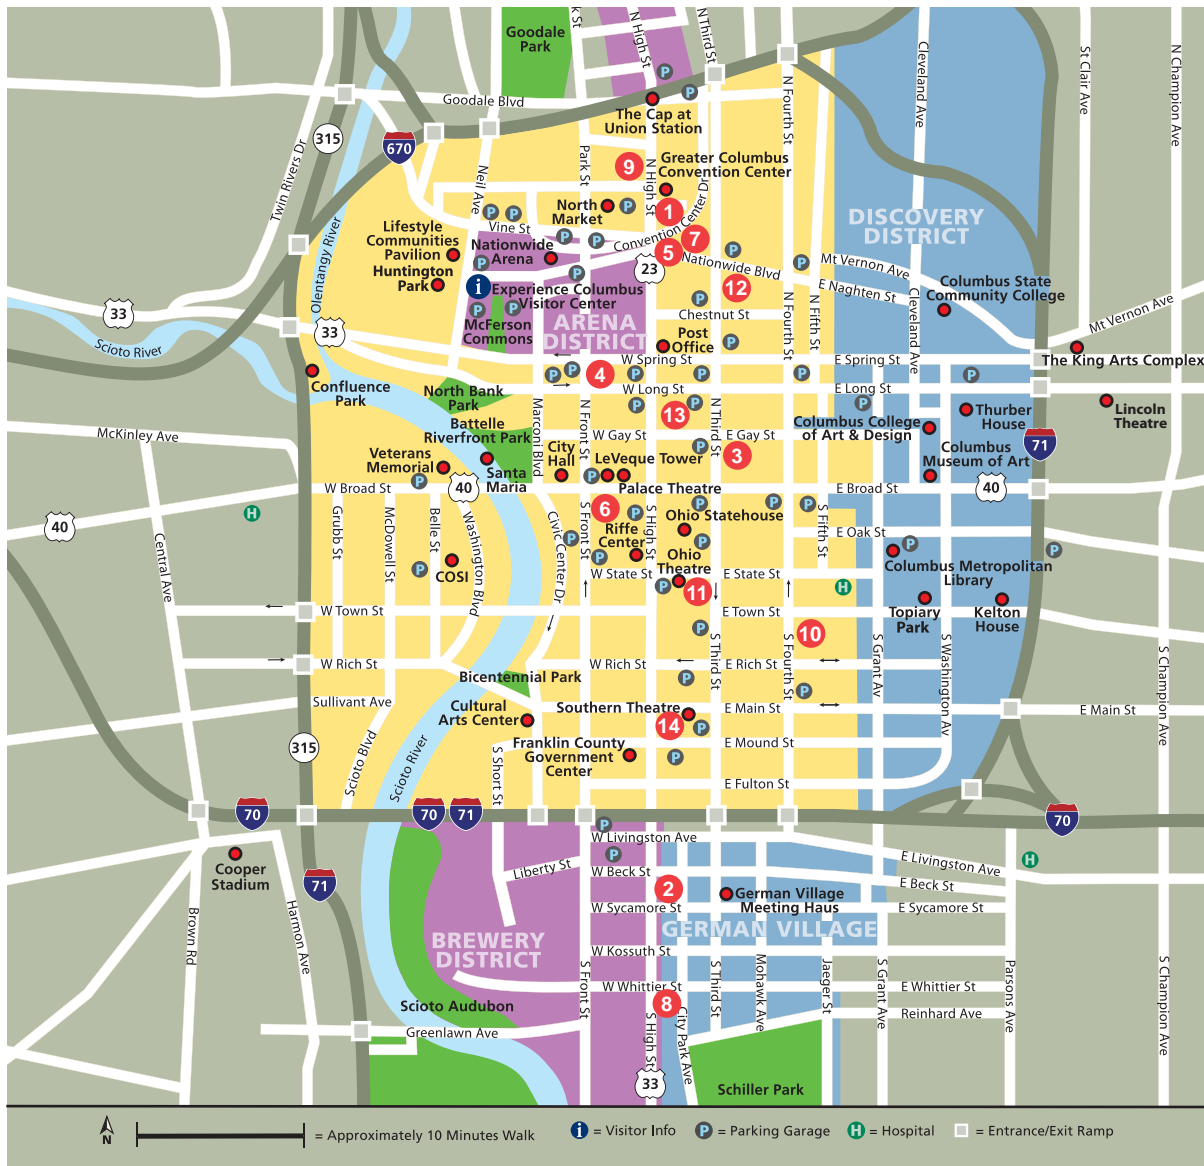 Goodale
Park
k St
N High St
N Third St
Goodale Blvd
The Cap at
Union Station
N Fourth St
Cleveland Ave
St Clair Ave
N Champion Ave
315
670
Twin Rivers Dr
Neil Ave
Park St
9
N High St
Greater Columbus
Convention Center
North
Market
1
Convention Center Dr
DISCOVERY
DISTRICT
Olentangy River
Lifestyle
Communities
Pavilion
Huntington
Park
Vine St
Nationwide
Arena
7
5
23
Nationwide Blvd
12
Mt Vernon Ave
E Naghten St
Columbus State
Community College
Mt Vernon Ave
Experience Columbus
Visitor Center
McFerson
Commons
ARENA
DISTRICT
Chestnut St
Post
Office
N Fourth St
N Fifth St
Cleveland Ave
33
33
Scioto River
W Spring St
E Spring St
The King Arts Complex
Confluence
Park
4
W Long St
E Long St
North Bank
Park
Battelle
Riverfront Park
Marconi Blvd
N Front St
13
N Third St
Columbus College
of Art & Design
Thurber
House
Lincoln
Theatre
McKinley Ave
W Gay St
E Gay St
3
71
Veterans
Memorial
Santa
Maria
City
Hall
LeVeque Tower
Palace Theatre
Columbus
Museum of Art
W Broad St
40
E Broad St
40
40
H
Central Ave
Grubb St
McDowell St
Belle St
Washington Blvd
COSI
Civic Center Dr
S Front St
6
Riffe
Center
S High St
Ohio Statehouse
Ohio
Theatre
S Fifth St
E Oak St
Columbus Metropolitan
Library
W State St
E State St
11
H
Topiary
Park
Kelton
House
W Town St
E Town St
10
W Rich St
W Rich St
E Rich St
S Third St
S Fourth St
S Grant Av
S Washington Av
S Champion Ave
Bicentennial Park
Sullivant Ave
Cultural
Arts Center
Southern Theatre
E Main St
E Main St
14
315
Scioto Blvd
Scioto River
S Short St
Franklin County
Government
Center
E Mound St
E Fulton St
70
70
71
70
Cooper
Stadium
71
W Livingston Ave
E Livingston Ave
H
Liberty St
W Beck St
E Beck St
2
German Village
Meeting Haus
W Sycamore St
E Sycamore St
GERMAN VILLAGE
BREWERY
DISTRICT
W Kossuth St
Brown Rd
Harmon Ave
S Front St
W Whittier St
E Whittier St
S Third St
Mohawk Ave
Jaeger St
S Grant Ave
Parsons Ave
S Champion Ave
Scioto Audubon
8
S High St
City Park Ave
Reinhard Ave
Greenlawn Ave
33
Schiller Park
N
= Approximately 10 Minutes Walk
i = Visitor Info
P = Parking Garage
H = Hospital
= Entrance/Exit Ramp